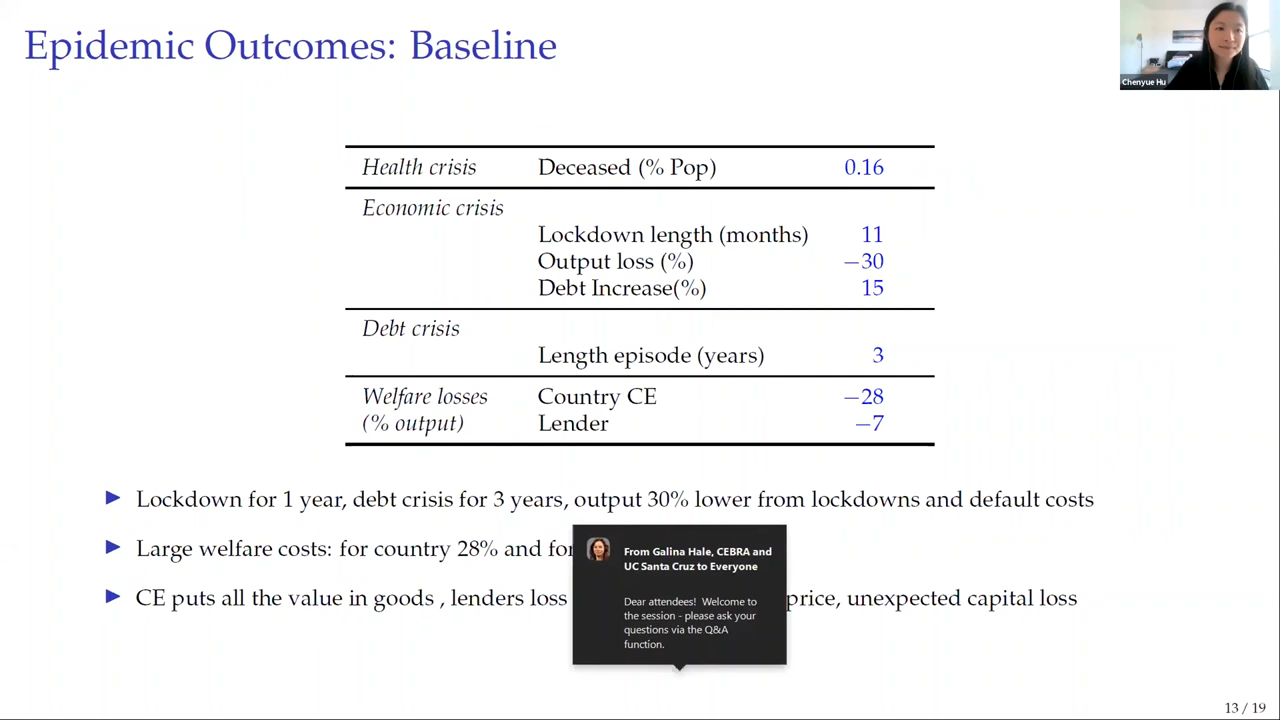 Epidemic Outcomes: Baseline
Chenyue Hu
Health crisis Deceased (% Pop) 0.16
Economic crisis
Lockdown length (months) 11
Output loss (%) −30
Debt Increase(%) 15
Debt crisis
Length episode (years) 3
Welfare losses Country CE −28
(% output) Lender −7
▶ Lockdown for 1 year, debt crisis for 3 years, output 30% lower from lockdowns and default costs
▶ Large welfare costs: for country 28% and for
▶ CE puts all the value in goods , lenders loss price, unexpected capital loss
From Galina Hale, CEBRA and
UC Santa Cruz to Everyone
Dear attendees! Welcome to
the session - please ask your
questions via the Q&A
function.
13 / 19